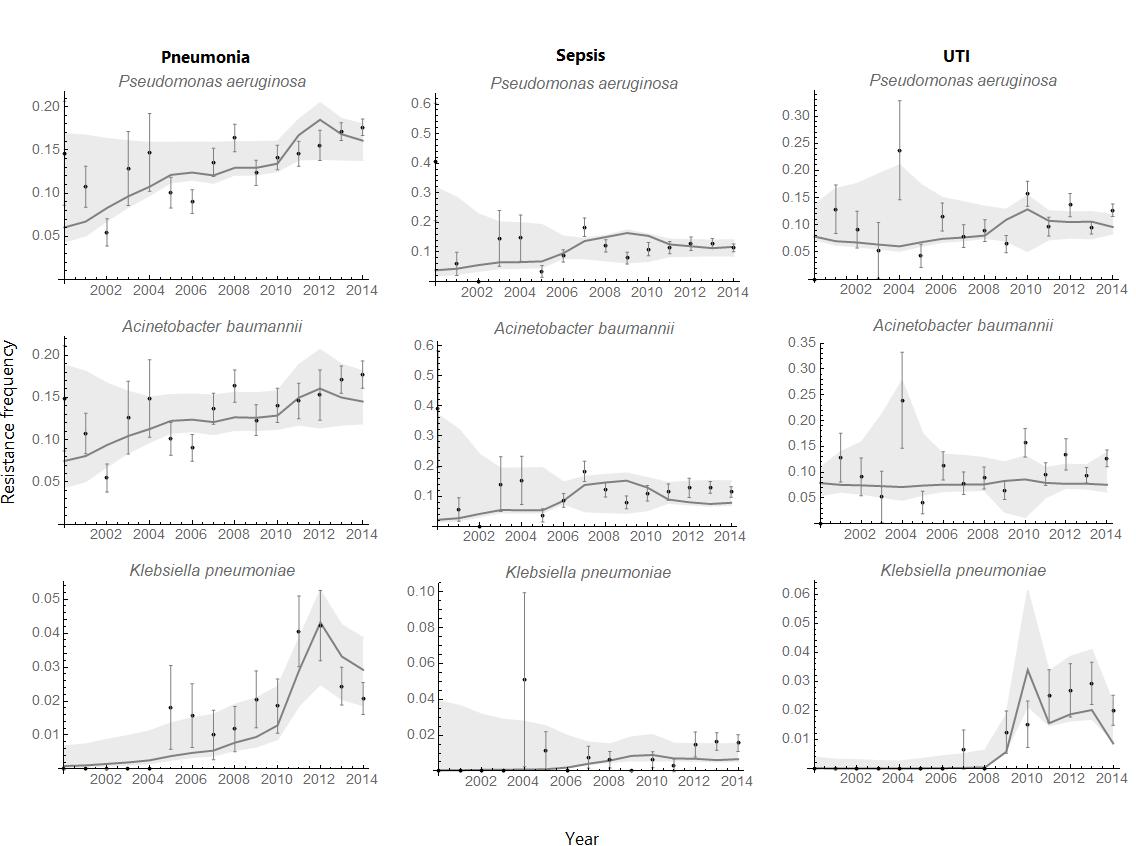 Pneumonia
Sepsis
UTI
Pseudomonas aeruginosa
Pseudomonas aeruginosa
Pseudomonas aeruginosa
0.20
0.15
0.10
0.05
2002 2004 2006 2008 2010 2012 2014
0.6
0.5
0.4
0.3
0.2
0.1
2002 2004 2006 2008 2010 2012 2014
0.30
0.25
0.20
0.15
0.10
0.05
2002 2004 2006 2008 2010 2012 2014
Acinetobacter baumannii
Acinetobacter baumannii
Acinetobacter baumannii
0.20
0.15
0.10
0.05
2002 2004 2006 2008 2010 2012 2014
0.6
0.5
0.4
0.3
0.2
0.1
2002 2004 2006 2008 2010 2012 2014
0.35
0.30
0.25
0.20
0.15
0.10
0.05
2002 2004 2006 2008 2010 2012 2014
Resistance frequency
Klebsiella pneumoniae
Klebsiella pneumoniae
Klebsiella pneumoniae
0.05
0.04
0.03
0.02
0.01
2002 2004 2006 2008 2010 2012 2014
0.10
0.08
0.06
0.04
0.02
2002 2004 2006 2008 2010 2012 2014
0.06
0.05
0.04
0.03
0.02
0.01
2002 2004 2006 2008 2010 2012 2014
Year